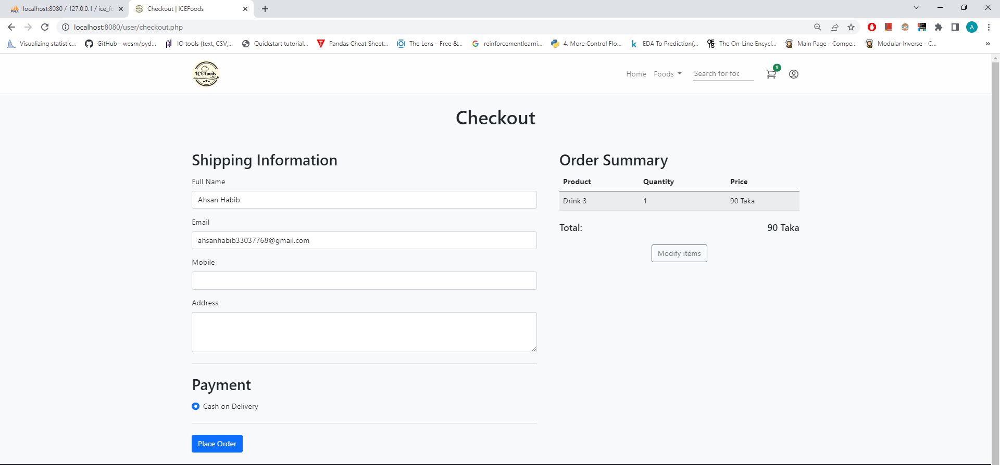 localhost:8080 / 127.0.0.1 / ice_fo
Checkout | ICEFoods
localhost:8080/user/checkout.php
A
Visualizing statistic...
GitHub - wesm/pyd...
IO tools (text, CSV,...
Quickstart tutorial...
Pandas Cheat Sheet...
The Lens - Free &...
reinforcementlearni...
4. More Control Flo...
EDA To Prediction(...
The On-Line Encycl...
Main Page - Compe...
Modular Inverse - C...
»
ICEFoods
Home
Foods
Search for foc
1
Checkout
Shipping Information
Full Name
Ahsan Habib
Email
ahsanhabib33037768@gmail.com
Mobile
Address
Payment
Cash on Delivery
Place Order
Order Summary
Product Quantity Price
Drink 3 1 90 Taka
Total: 90 Taka
Modify items